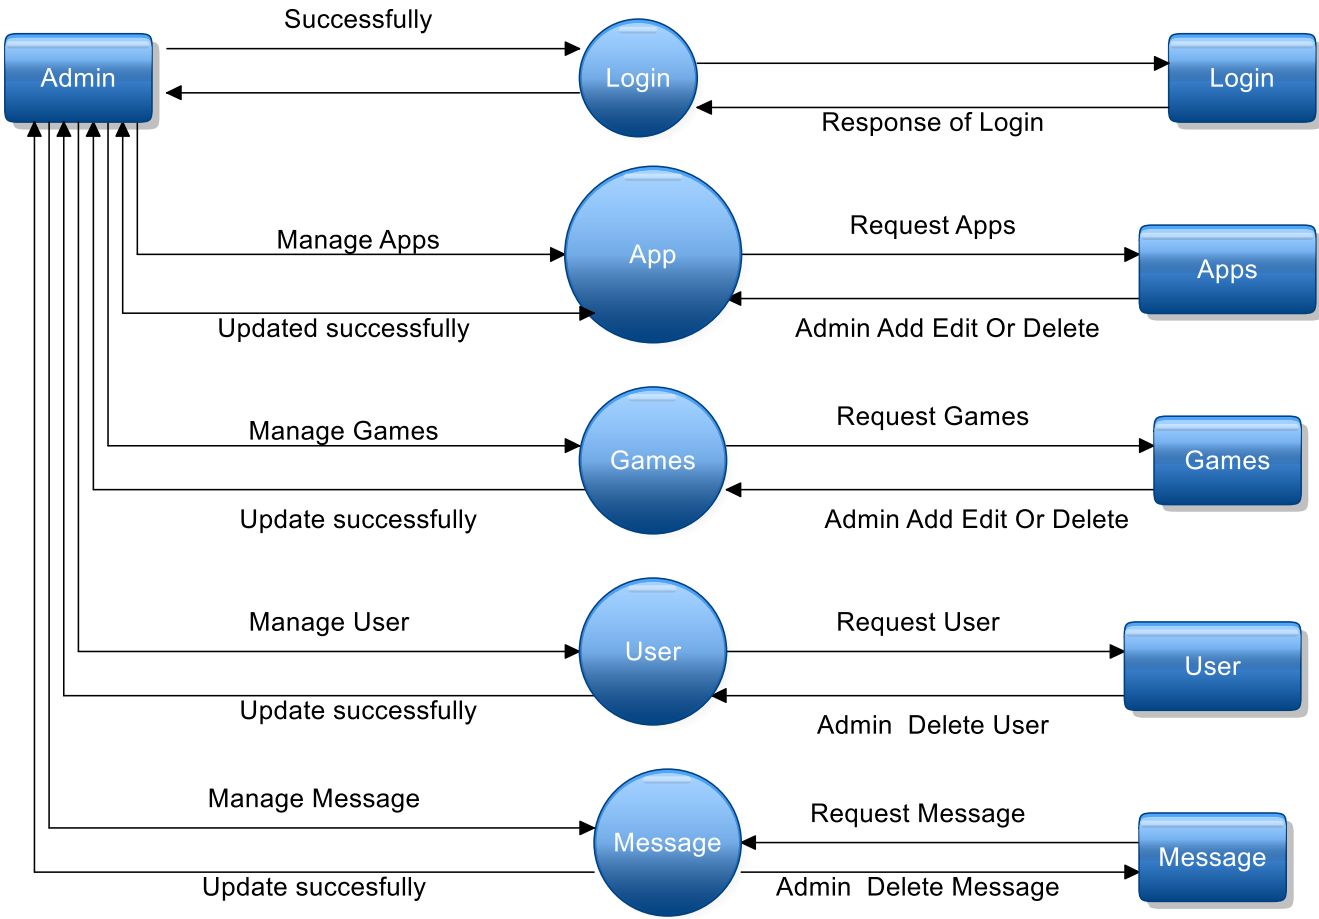 Successfully
Admin
Login
Login
Response of Login
Manage Apps
App
Request Apps
Apps
Updated successfully
Admin Add Edit Or Delete
Manage Games
Games
Request Games
Games
Update successfully
Admin Add Edit Or Delete
Manage User
User
Request User
User
Update successfully
Admin  Delete User
Manage Message
Message
Request Message
Message
Update succesfully
Admin  Delete Message